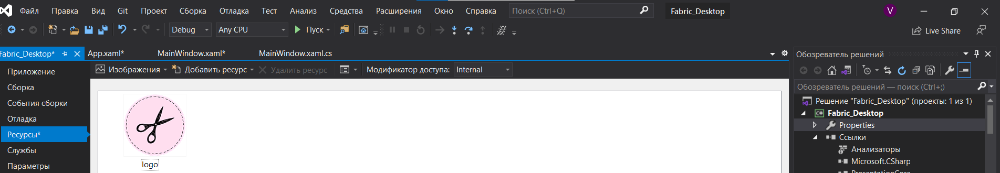 Файл Правка Вид Git Проект Сборка Отладка Тест Анализ Средства Расширения Окно Справка Поиск (Ctrl+Q) Fabric_Desktop V
Debug Any CPU Пуск Live Share
Fabric_Desktop* App.xaml* MainWindow.xaml* MainWindow.xaml.cs Обозреватель решений
Приложение
Сборка
События сборки
Отладка
Ресурсы*
Службы
Параметры
Изображения Добавить ресурс Удалить ресурс Модификатор доступа: Internal
logo
Обозреватель решений — поиск (Ctrl+;)
Решение "Fabric_Desktop" (проекты: 1 из 1)
C# Fabric_Desktop
Properties
Ссылки
Анализаторы
Microsoft.CSharp
PresentationCore